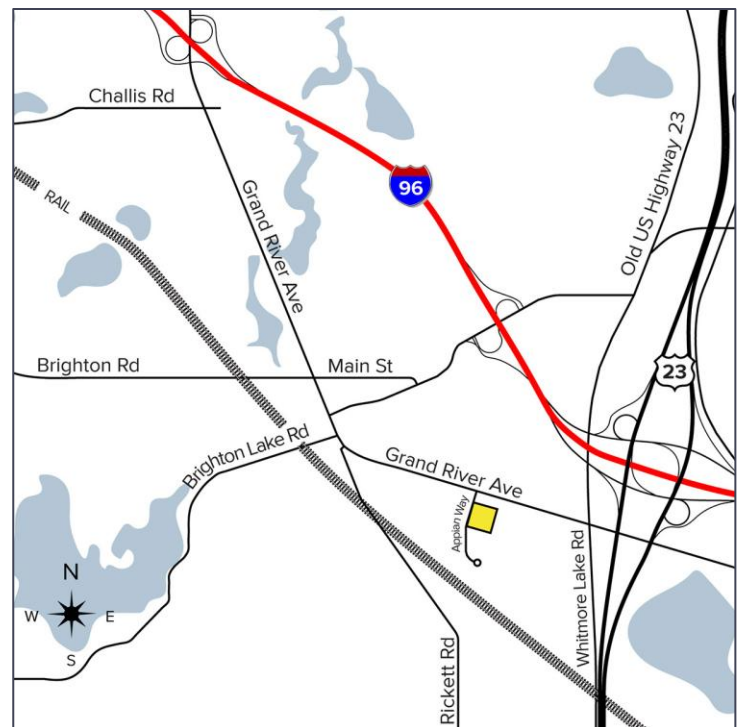 Challis Rd
Old US Highway 23
96
RAIL
Grand River Ave
Brighton Rd
Main St
23
Brighton Lake Rd
Grand River Ave
Appian Way
Whitmore Lake Rd
N
W
E
S
Rickett Rd